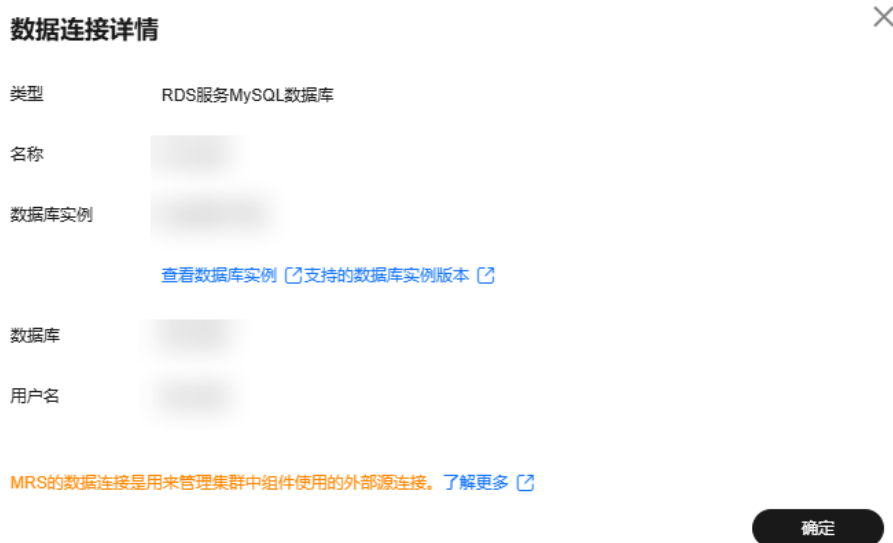 数据连接详情
类型 RDS服务MySQL数据库
名称
数据库实例
查看数据库实例 支持的数据库实例版本
数据库
用户名
MRS的数据连接是用来管理集群中组件使用的外部源连接。了解更多
确定